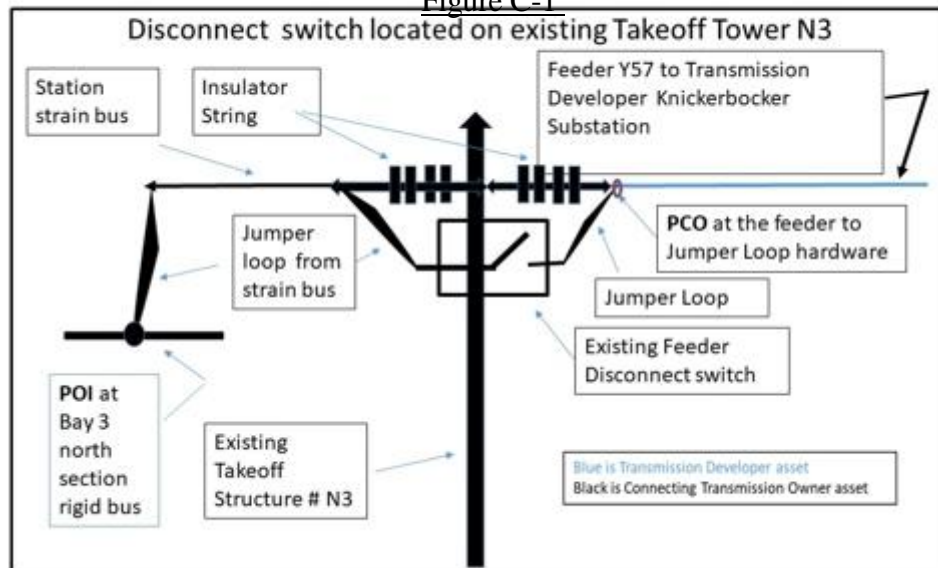 Figure C-1
Disconnect switch located on existing Takeoff Tower N3
Station
strain bus
Insulator
String
Feeder Y57 to Transmission
Developer Knickerbocker
Substation
Jumper
loop from
strain bus
PCO at the feeder to
Jumper Loop hardware
Jumper Loop
Existing Feeder
Disconnect switch
POI at
Bay 3
north
section
rigid bus
Existing
Takeoff
Structure # N3
Blue is Transmission Developer asset
Black is Connecting Transmission Owner asset